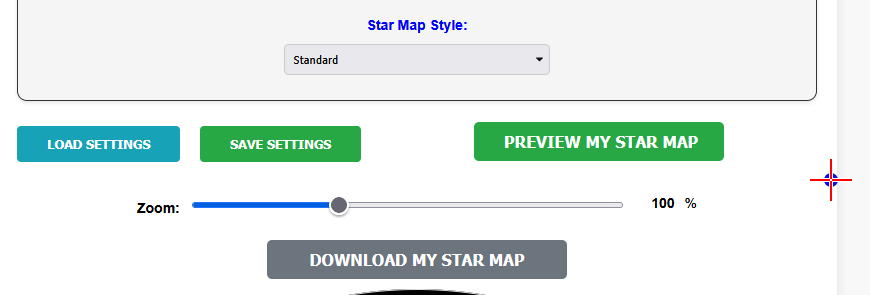 Star Map Style:
Standard
LOAD SETTINGS
SAVE SETTINGS
PREVIEW MY STAR MAP
Zoom:
100 %
DOWNLOAD MY STAR MAP